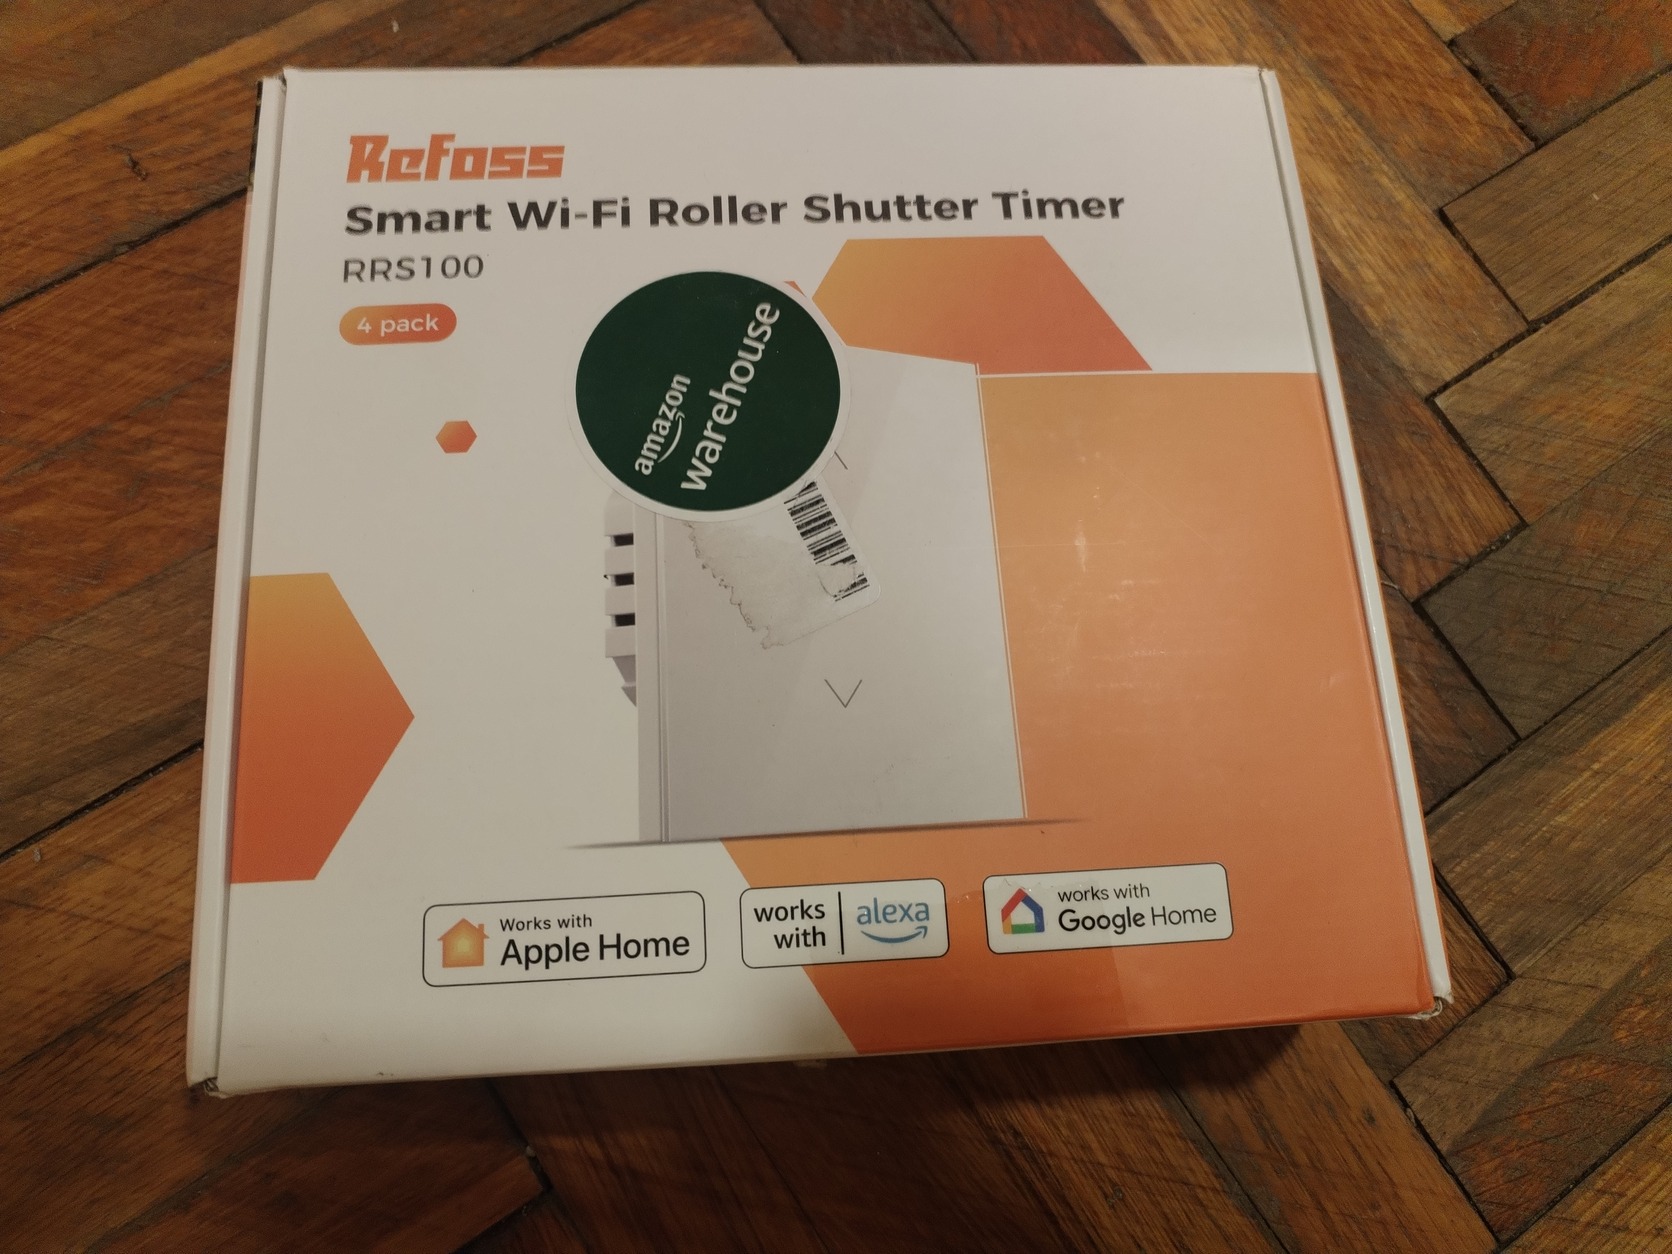 Refoss
Smart Wi-Fi Roller Shutter Timer
RRS100
4 pack
amazon
warehouse
Works with
Apple Home
works
with
alexa
works with
Google Home